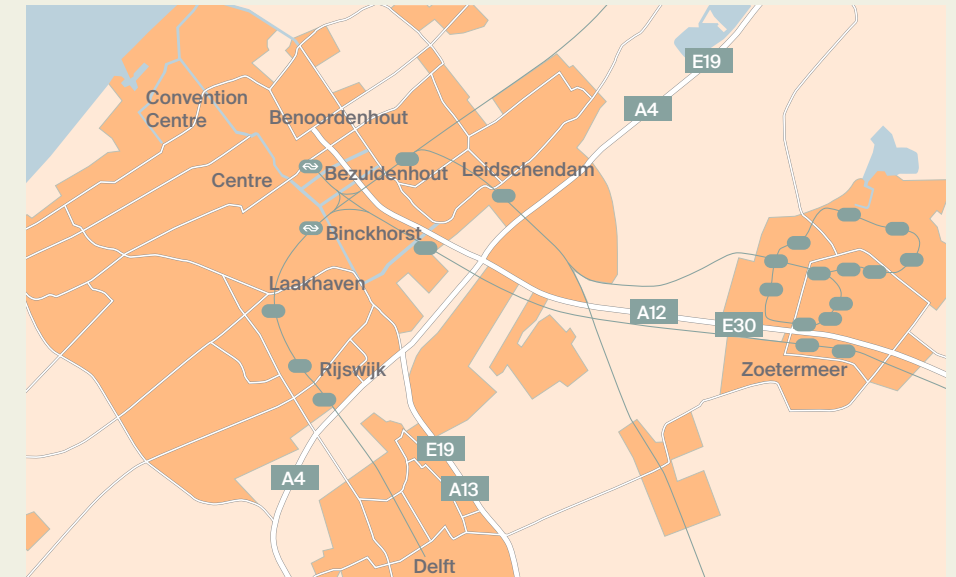 E19
A4
Convention
Centre
Benoordenhout
Leidschendam
Bezuidenhout
Centre
Binckhorst
Laakhaven
A12
E30
Rijswijk
Zoetermeer
E19
A4
A13
Delft